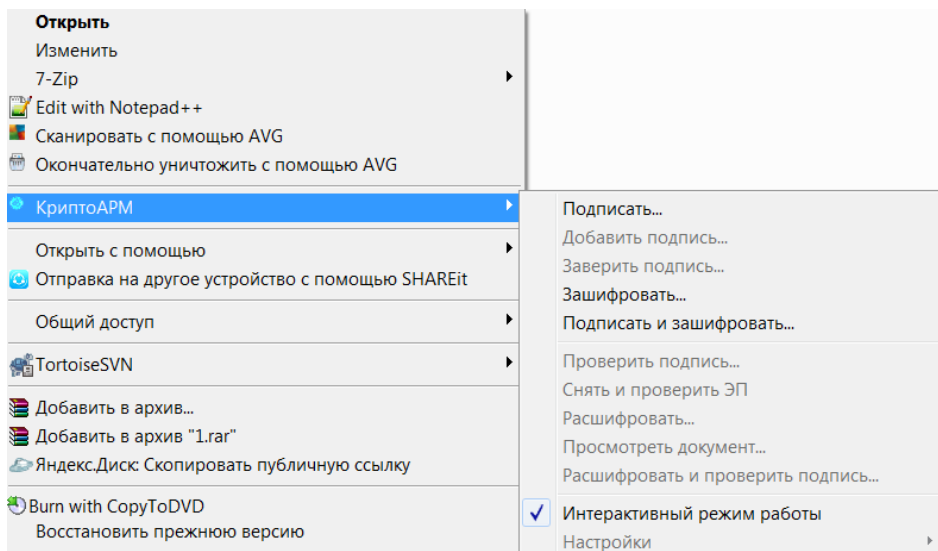 Открыть
Изменить
7-Zip
Edit with Notepad++
Сканировать с помощью AVG
Окончательно уничтожить с помощью AVG
КриптоАРМ
Открыть с помощью
Отправка на другое устройство с помощью SHAREit
Общий доступ
TortoiseSVN
Добавить в архив...
Добавить в архив "1.rar"
Яндекс.Диск: Скопировать публичную ссылку
Burn with CopyToDVD
Восстановить прежнюю версию
Подписать...
Добавить подпись...
Заверить подпись...
Зашифровать...
Подписать и зашифровать...
Проверить подпись...
Снять и проверить ЭП
Расшифровать...
Просмотреть документ...
Расшифровать и проверить подпись...
Интерактивный режим работы
Настройки